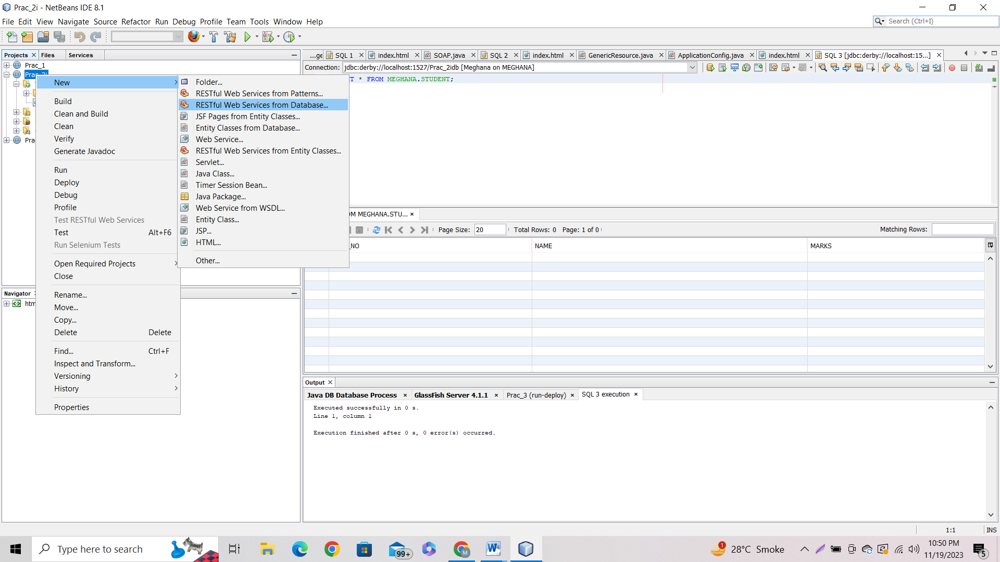 Prac_2i - NetBeans IDE 8.1
File Edit View Navigate Source Refactor Run Debug Profile Team Tools Window Help
Search (Ctrl+I)
Projects Files Services
...ge SQL 1 index.html SOAP.java SQL 2 index.html GenericResource.java ApplicationConfig.java index.html SQL 3 [jdbc:derby://localhost:15...]
Connection: jdbc:derby://localhost:1527/Prac_2idb [Meghana on MEGHANA]
T * FROM MEGHANA.STUDENT;
Prac_1
Prac_2i
Pra
New
Build
Clean and Build
Clean
Verify
Generate Javadoc
Run
Deploy
Debug
Profile
Test RESTful Web Services
Test Alt+F6
Run Selenium Tests
Open Required Projects
Close
Rename...
Move...
Copy...
Delete Delete
Find... Ctrl+F
Inspect and Transform...
Versioning
History
Properties
Folder...
RESTful Web Services from Patterns...
RESTful Web Services from Database...
JSF Pages from Entity Classes...
Entity Classes from Database...
Web Service...
RESTful Web Services from Entity Classes...
Servlet...
Java Class...
Timer Session Bean...
Java Package...
Web Service from WSDL...
Entity Class...
JSP...
HTML...
Other...
Navigator
htm
OM MEGHANA.STU...
Page Size: 20 Total Rows: 0 Page: 1 of 0 Matching Rows:
_NO NAME MARKS
Output
Java DB Database Process GlassFish Server 4.1.1 Prac_3 (run-deploy) SQL 3 execution
Executed successfully in 0 s.
Line 1, column 1
Execution finished after 0 s, 0 error(s) occurred.
1:1 INS
Type here to search
99+
M
1
28°C Smoke
10:50 PM
11/19/2023
5